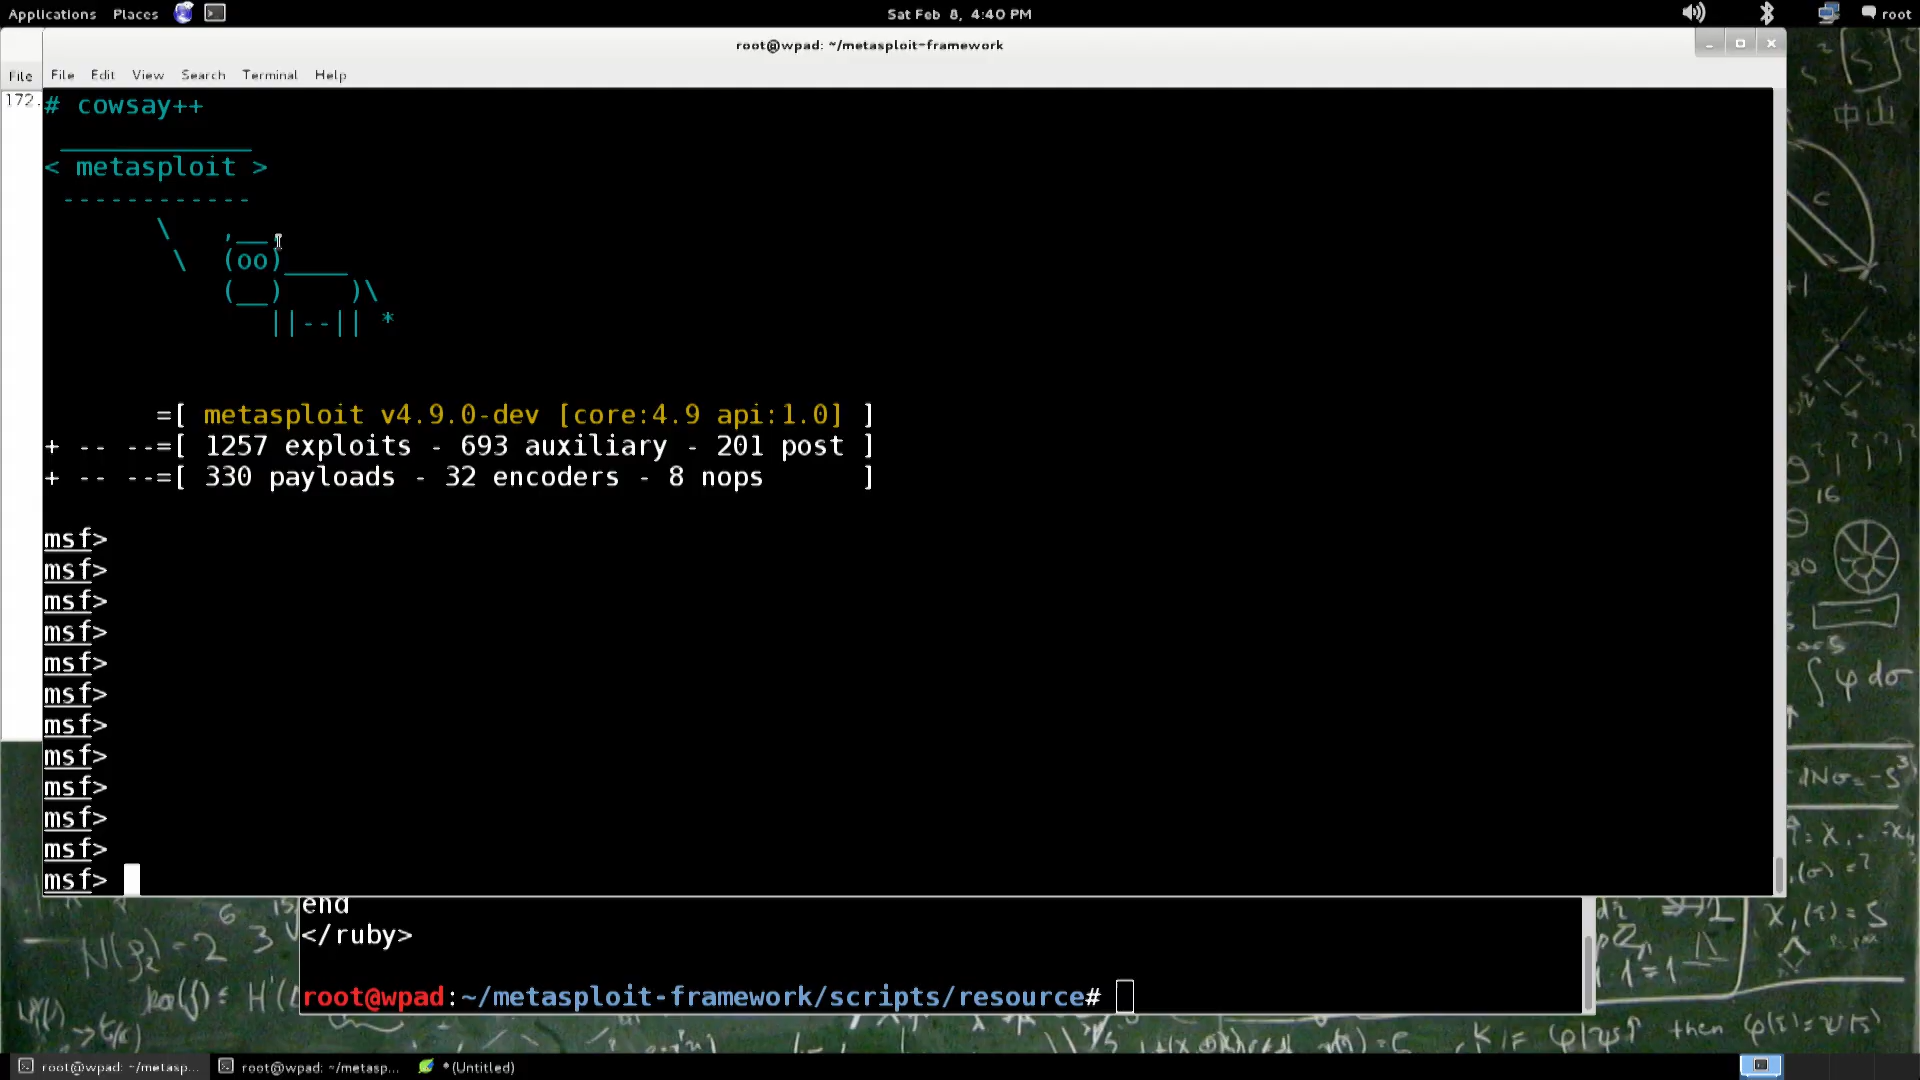 Applications Places Sat Feb 8, 4:40 PM root
root@wpad: ~/metasploit-framework
File File Edit View Search Terminal Help
172.
# cowsay++
 ____________
< metasploit >
 ------------
       \   ,__,
        \  (oo)____
           (__)    )\
              ||--|| *
=[ metasploit v4.9.0-dev [core:4.9 api:1.0] ]
+ -- --=[ 1257 exploits - 693 auxiliary - 201 post ]
+ -- --=[ 330 payloads - 32 encoders - 8 nops ]
msf>
msf>
msf>
msf>
msf>
msf>
msf>
msf>
msf>
msf>
msf>
msf>
end
</ruby>
root@wpad:~/metasploit-framework/scripts/resource#
root@wpad: ~/metasp... root@wpad: ~/metasp... *(Untitled)